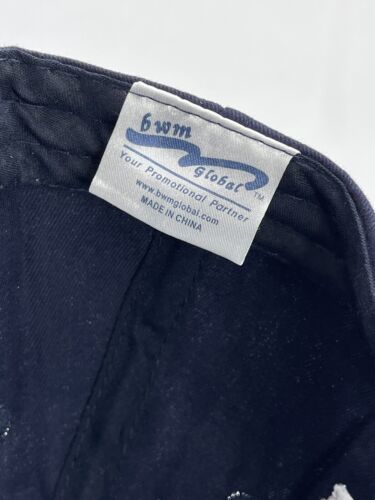 bwm
Global
Your Promotional Partner
TM
www.bwmglobal.com
MADE IN CHINA